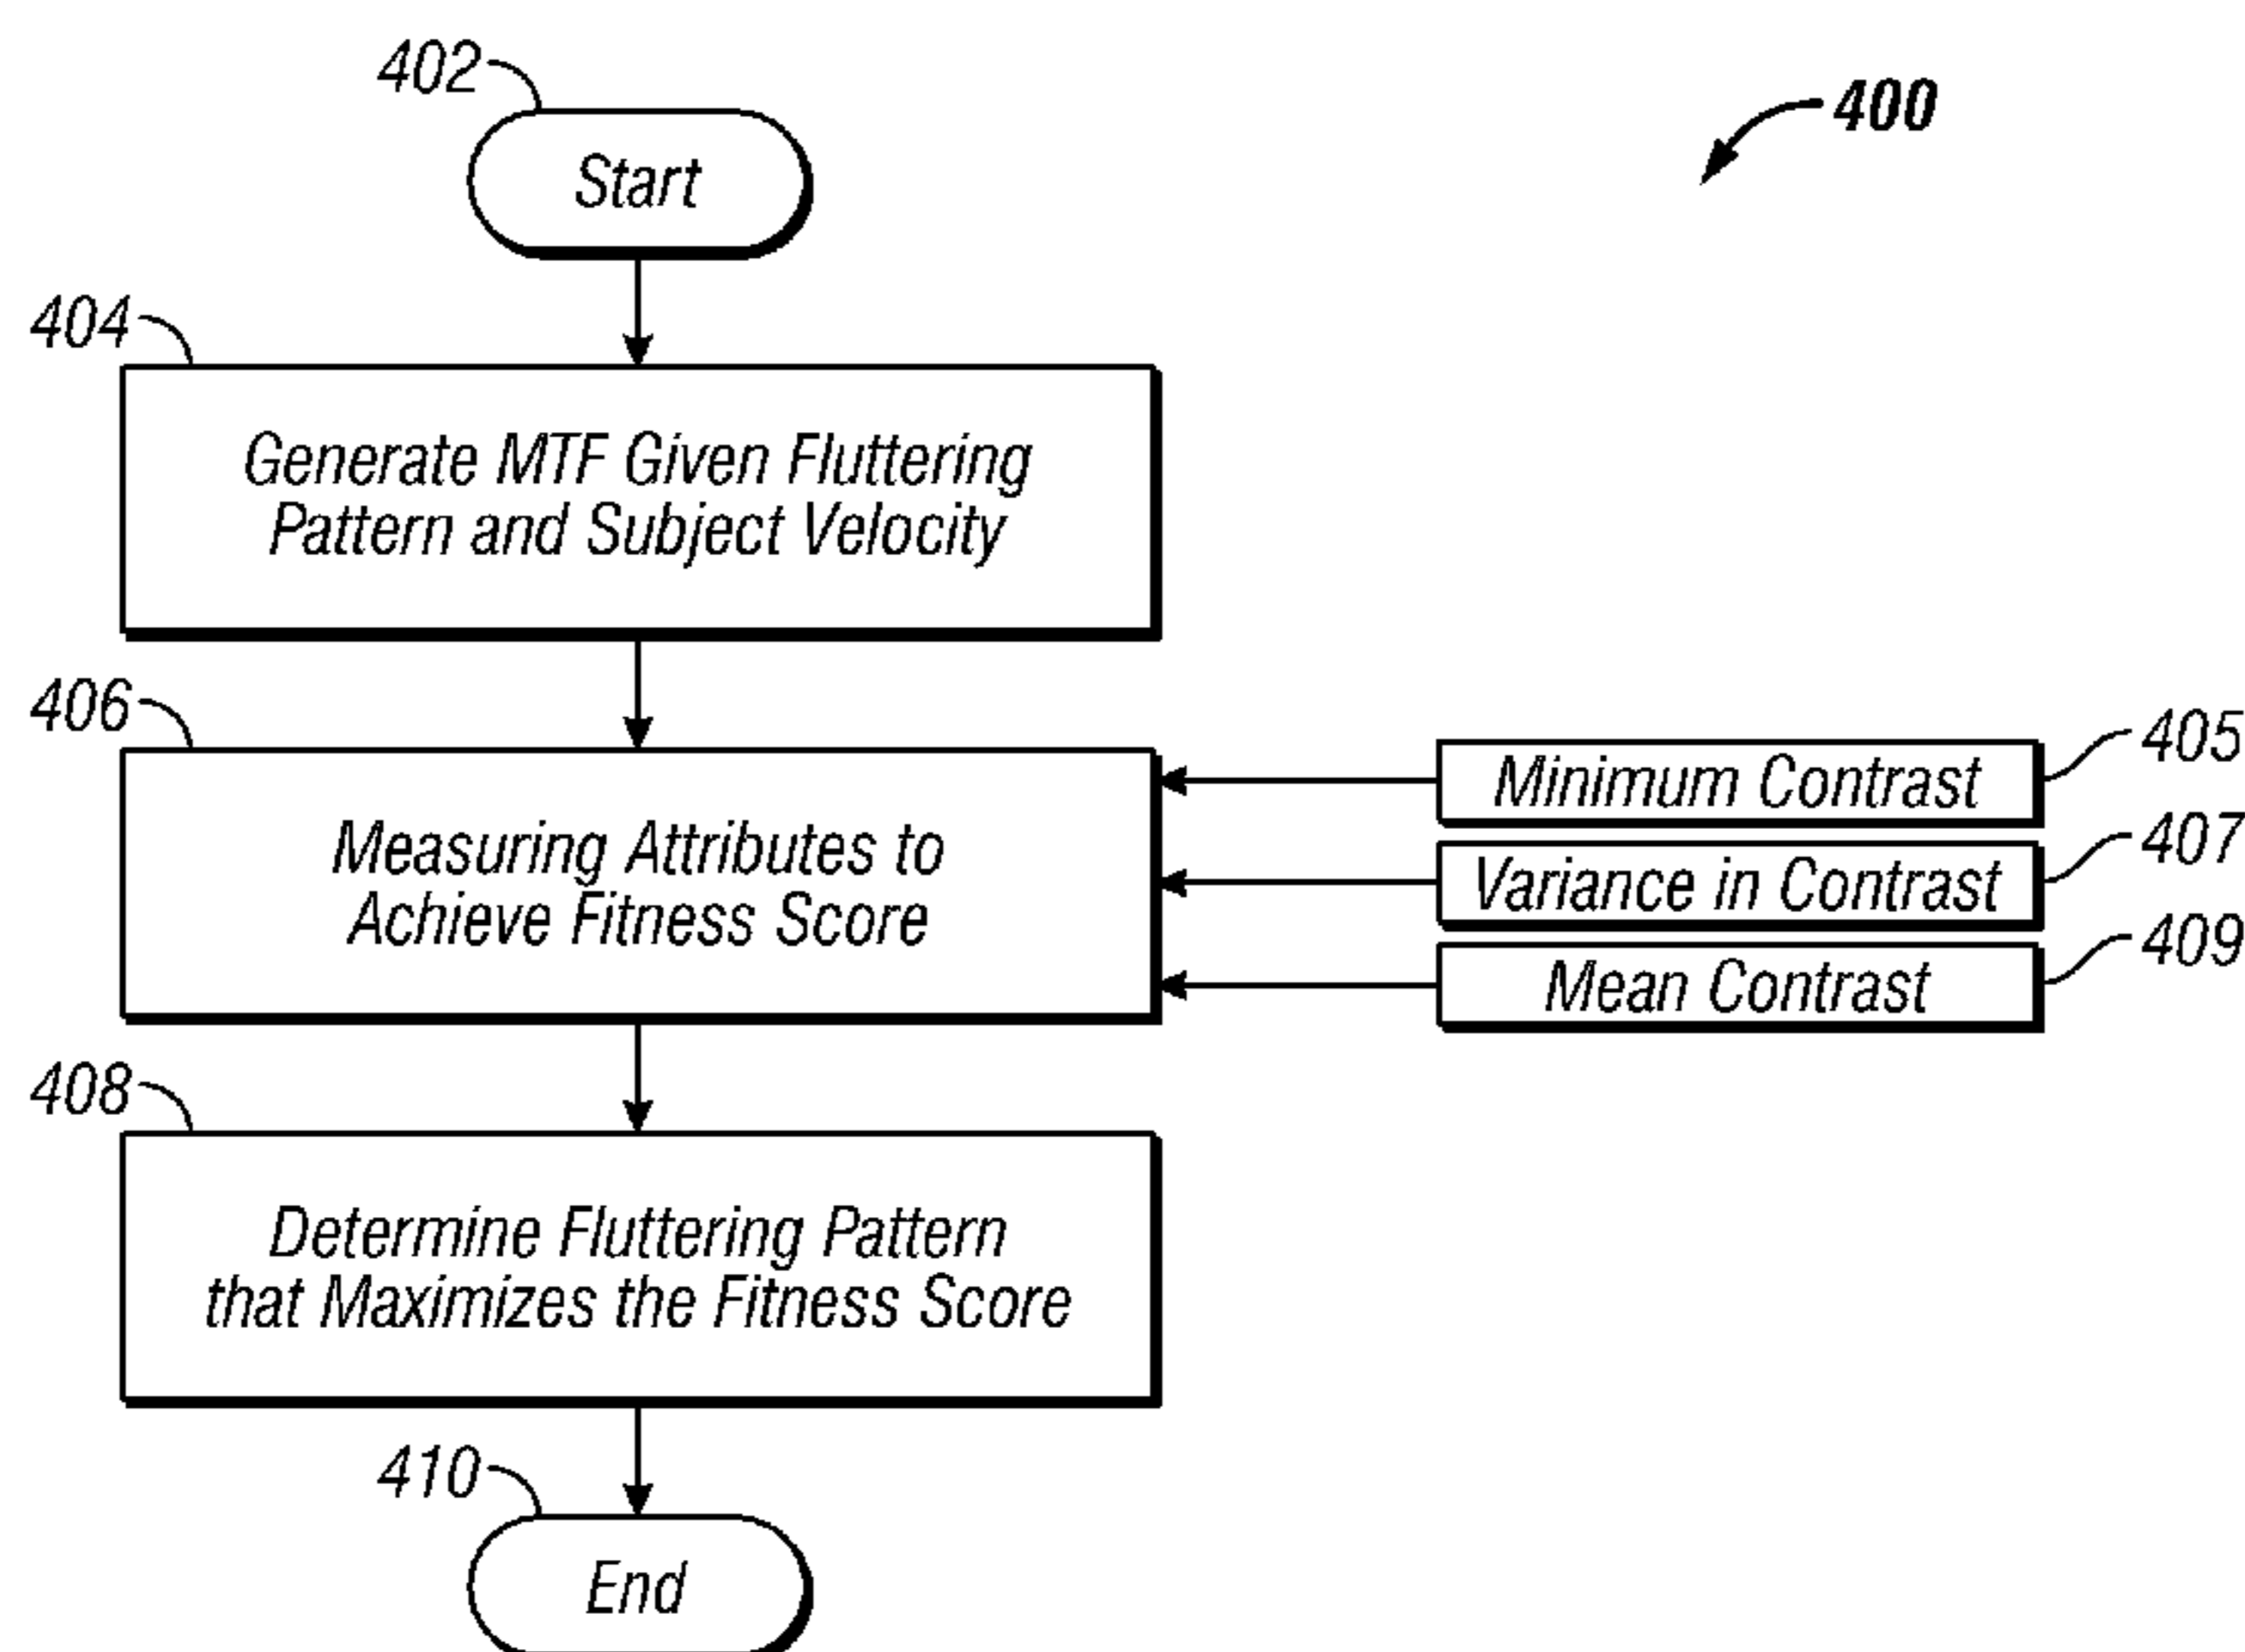 402
400
Start
404
Generate MTF Given Fluttering
Pattern and Subject Velocity
406
Measuring Attributes to
Achieve Fitness Score
Minimum Contrast
405
Variance in Contrast
407
Mean Contrast
409
408
Determine Fluttering Pattern
that Maximizes the Fitness Score
410
End